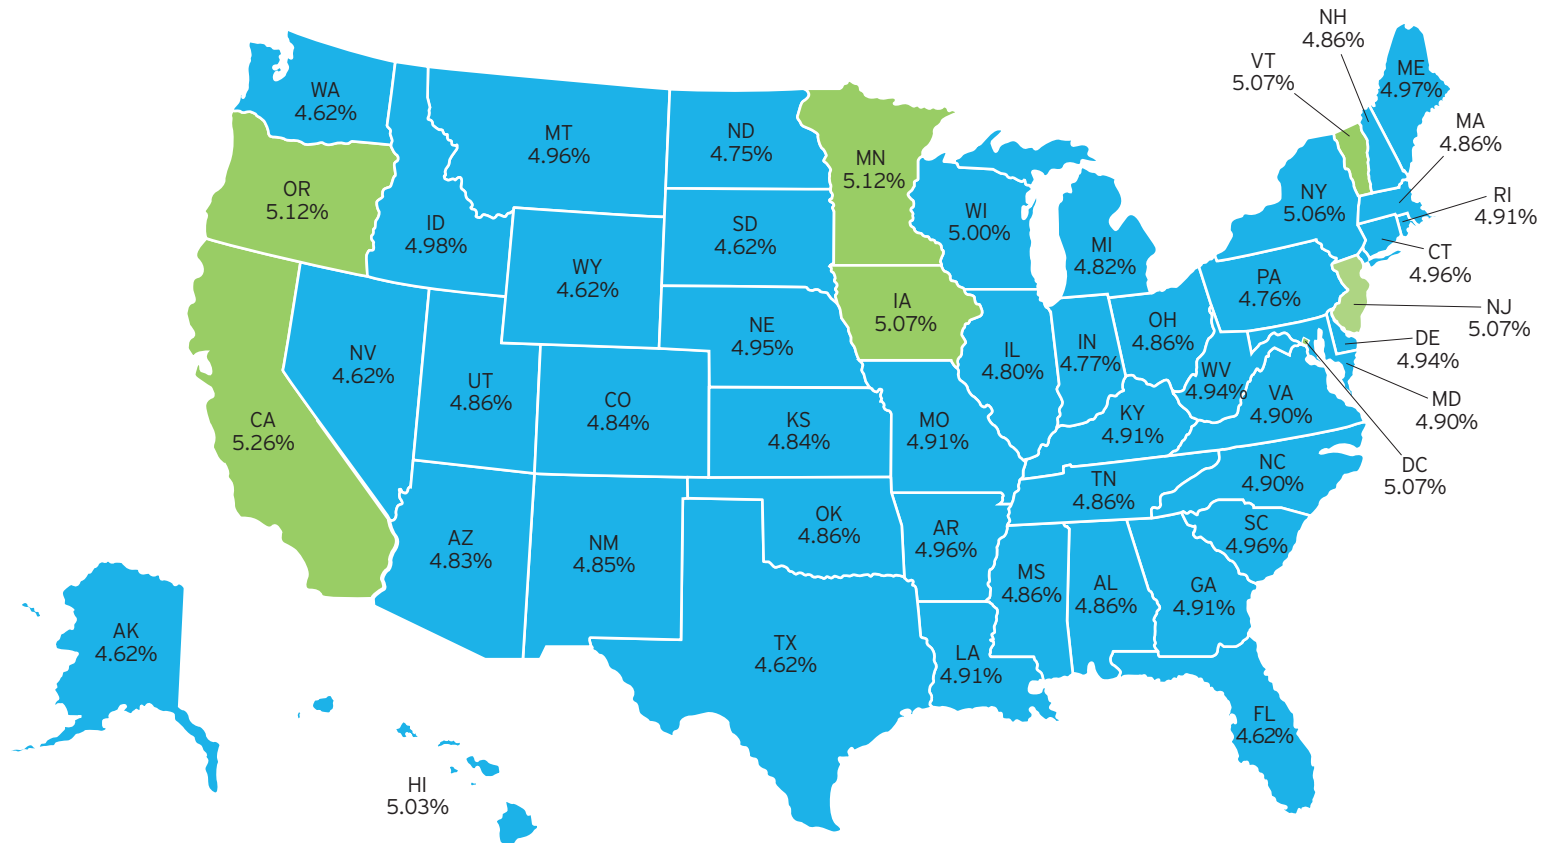 NH
4.86%
VT
5.07%
ME
4.97%
WA
4.62%
MA
4.86%
MT
4.96%
ND
4.75%
MN
5.12%
OR
5.12%
NY
5.06%
RI
4.91%
ID
4.98%
SD
4.62%
WI
5.00%
MI
4.82%
CT
4.96%
WY
4.62%
PA
4.76%
IA
5.07%
NJ
5.07%
NE
4.95%
OH
4.86%
DE
4.94%
NV
4.62%
IL
4.80%
IN
4.77%
UT
4.86%
WV
4.94%
VA
4.90%
MD
4.90%
CO
4.84%
CA
5.26%
KS
4.84%
MO
4.91%
KY
4.91%
NC
4.90%
DC
5.07%
TN
4.86%
OK
4.86%
AR
4.96%
SC
4.96%
AZ
4.83%
NM
4.85%
MS
4.86%
AL
4.86%
GA
4.91%
AK
4.62%
TX
4.62%
LA
4.91%
FL
4.62%
HI
5.03%